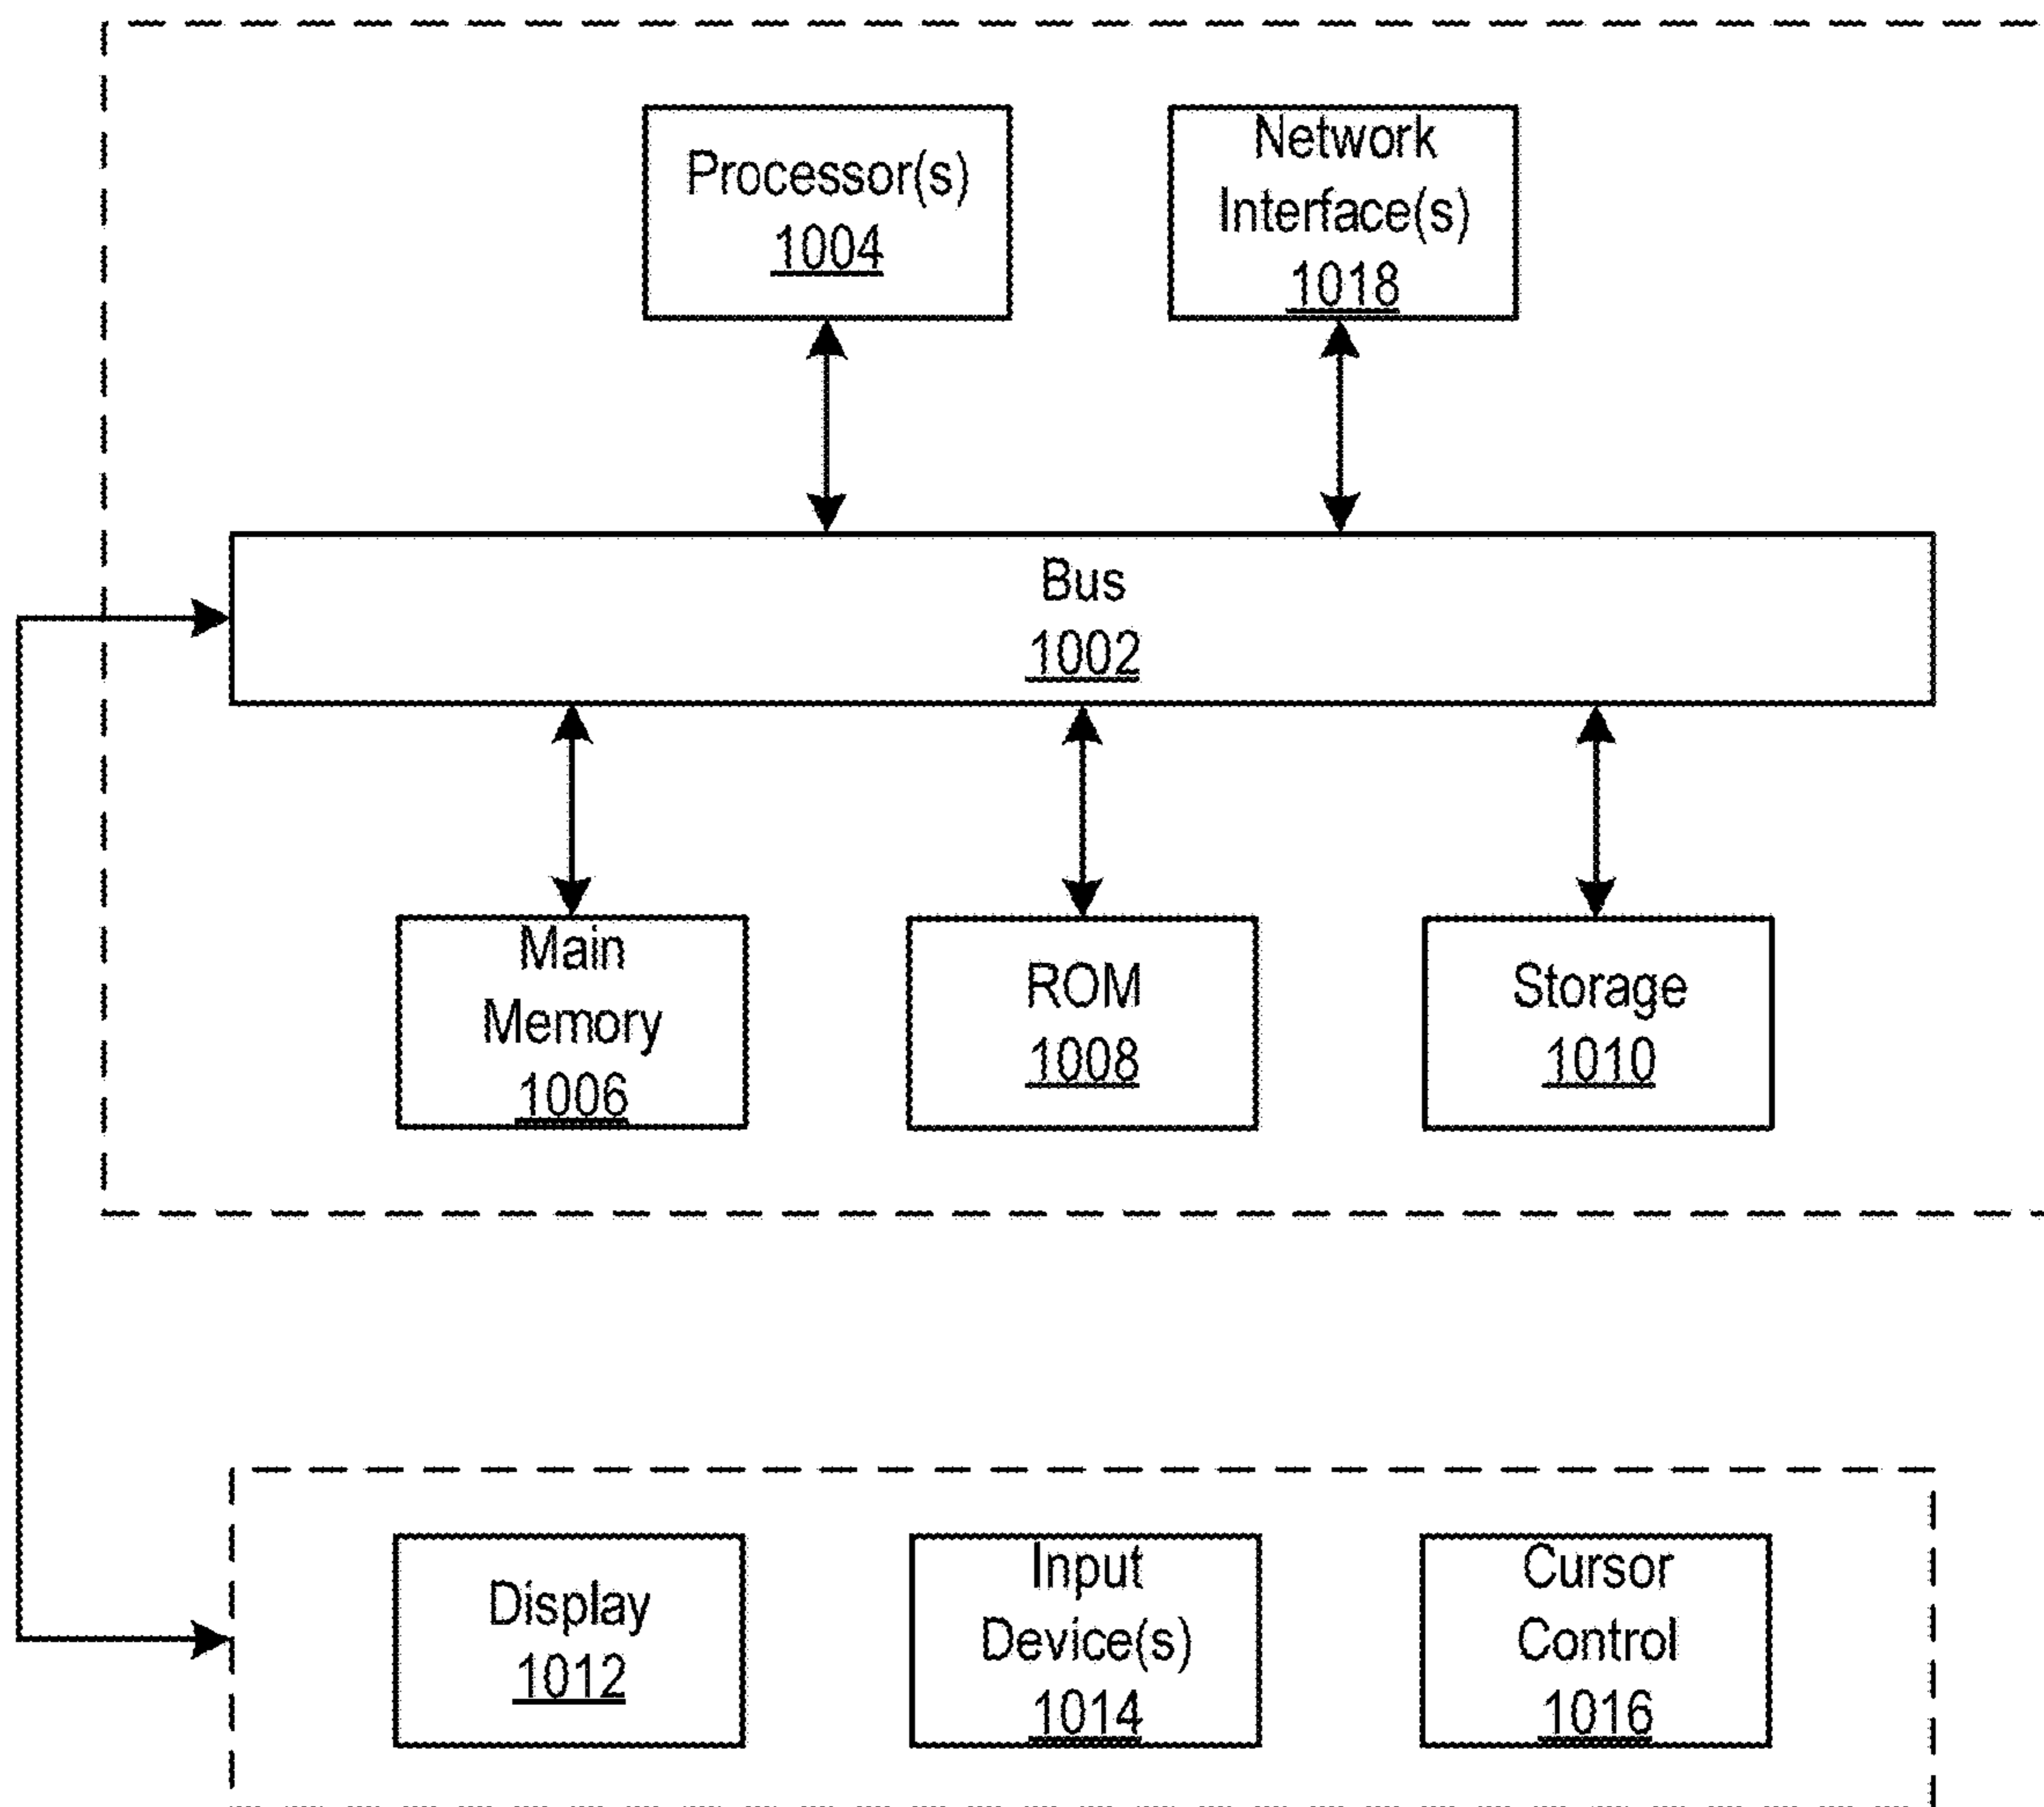 Processor(s)
1004
Network
Interface(s)
1018
Bus
1002
Main
Memory
1006
ROM
1008
Storage
1010
Display
1012
Input
Device(s)
1014
Cursor
Control
1016